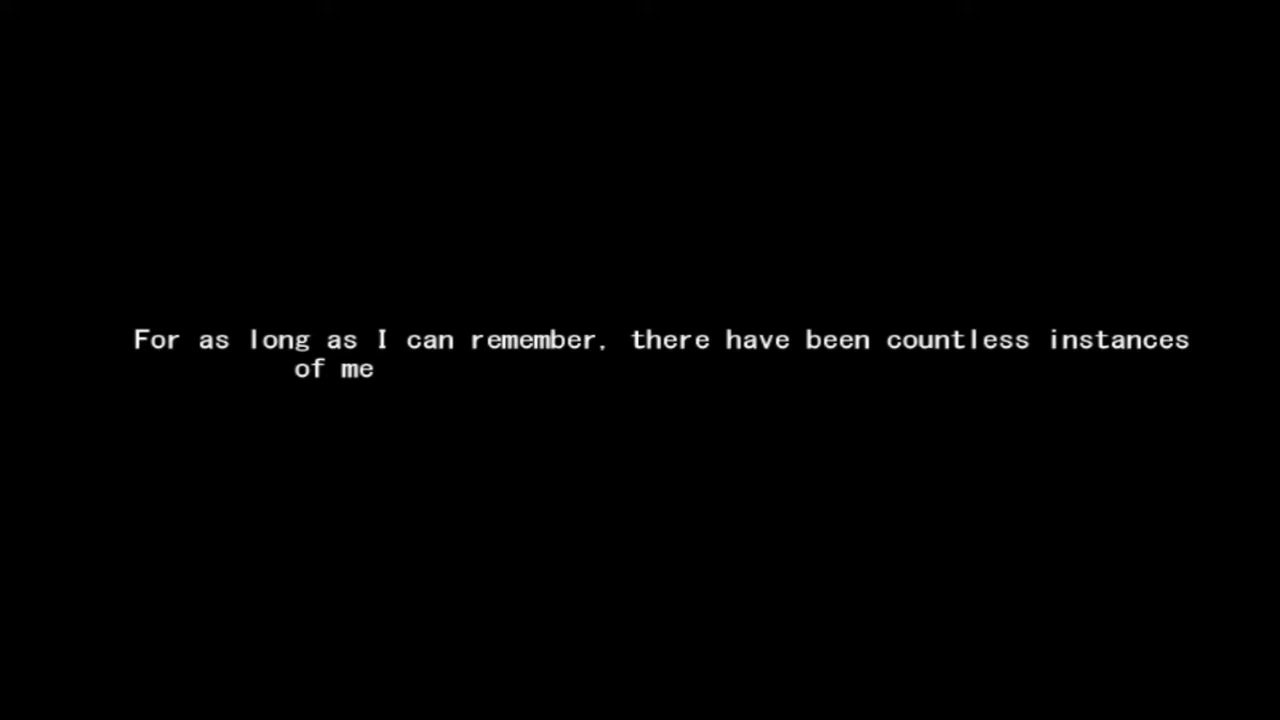 For as long as I can remember, there have been countless instances
of me